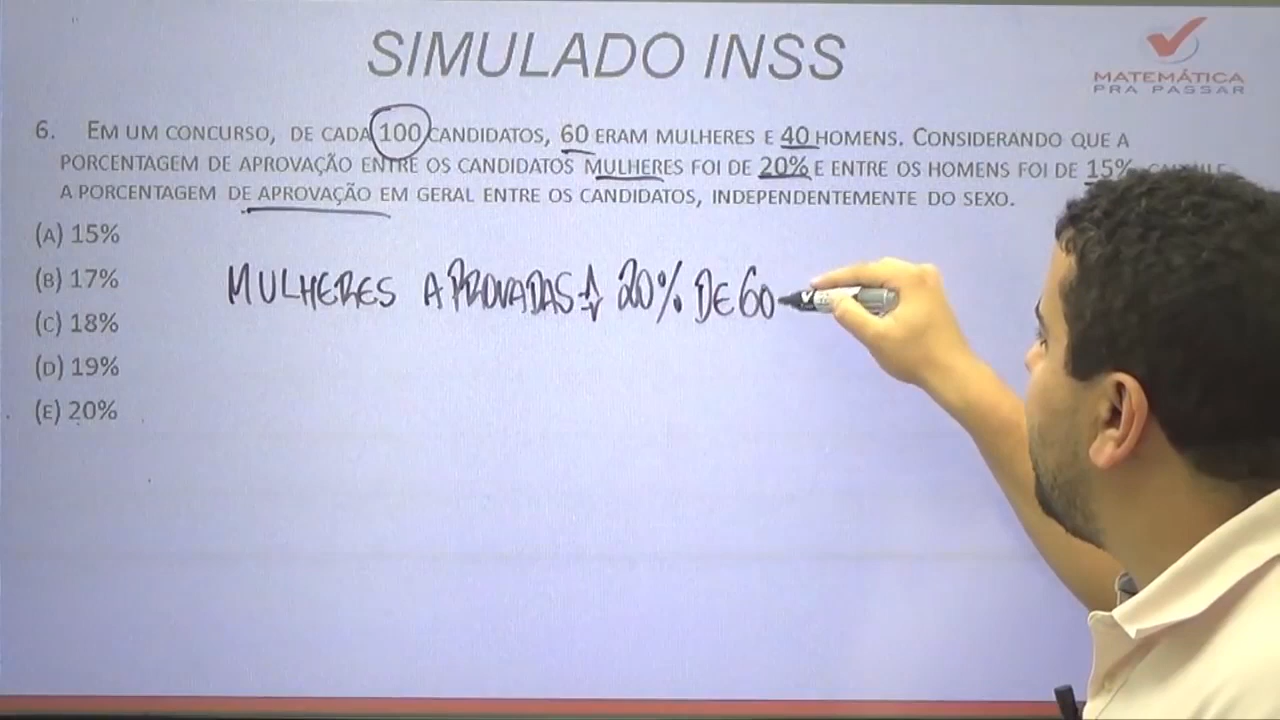 SIMULADO INSS
MATEMÁTICA
PRA PASSAR
6. EM UM CONCURSO, DE CADA 100 CANDIDATOS, 60 ERAM MULHERES E 40 HOMENS. CONSIDERANDO QUE A
PORCENTAGEM DE APROVAÇÃO ENTRE OS CANDIDATOS MULHERES FOI DE 20% E ENTRE OS HOMENS FOI DE 15%
A PORCENTAGEM DE APROVAÇÃO EM GERAL ENTRE OS CANDIDATOS, INDEPENDENTEMENTE DO SEXO.
(A) 15%
(B) 17%
(C) 18%
(D) 19%
(E) 20%
MULHERES APROVADAS → 20% DE 60